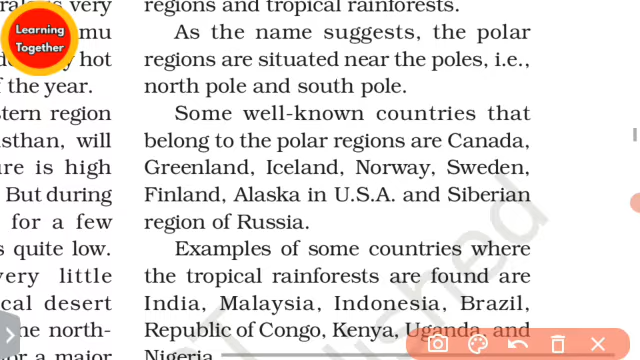 Learning
Together
very
mu
hot
f the year.
stern region
asthan, will
ure is high
But during
for a few
s quite low.
very little
cal desert
he north-
or a major
regions and tropical rainforests.
As the name suggests, the polar
regions are situated near the poles, i.e.,
north pole and south pole.
Some well-known countries that
belong to the polar regions are Canada,
Greenland, Iceland, Norway, Sweden,
Finland, Alaska in U.S.A. and Siberian
region of Russia.
Examples of some countries where
the tropical rainforests are found are
India, Malaysia, Indonesia, Brazil,
Republic of Congo, Kenya, Uganda, and
Nigeria.